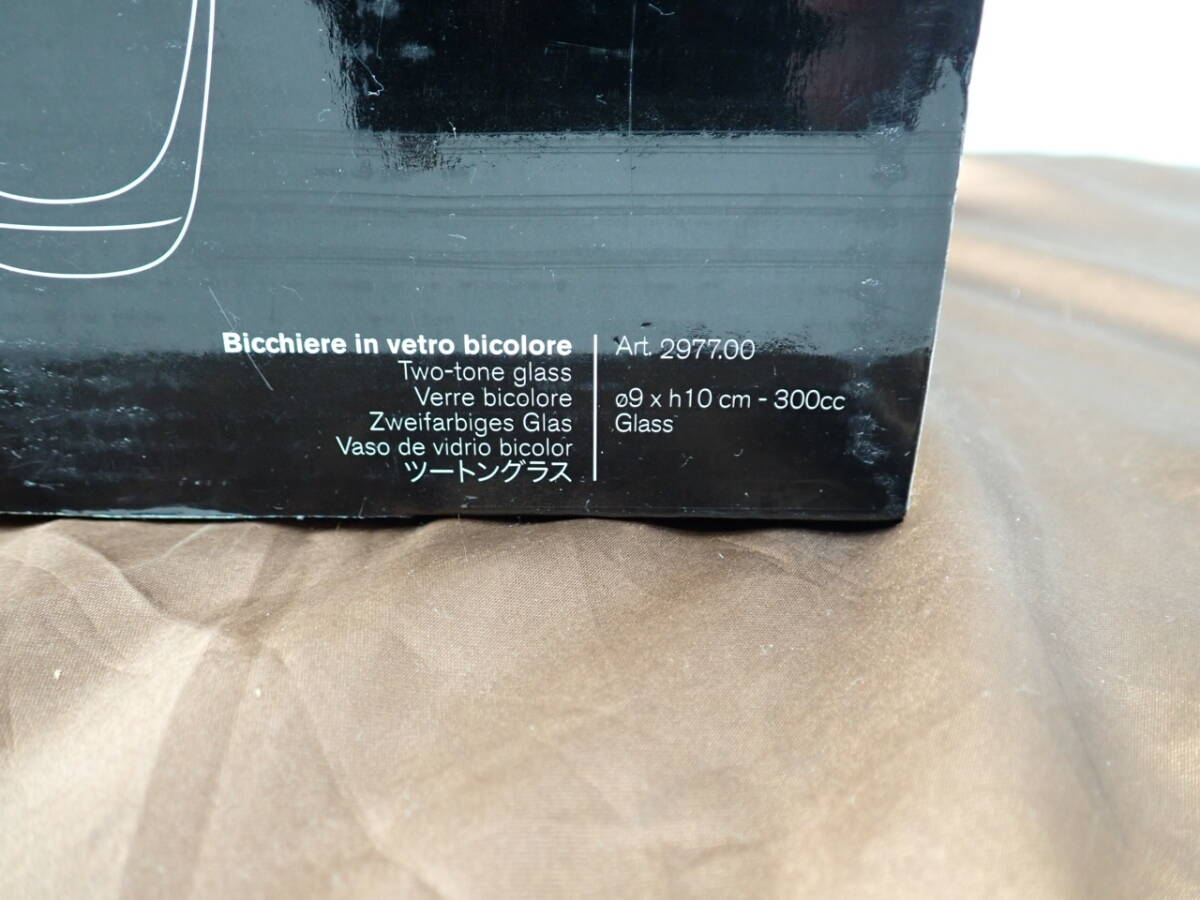 Bicchiere in vetro bicolore
Two-tone glass
Verre bicolore
Zweifarbiges Glas
Vaso de vidrio bicolor
ツートングラス
Art. 2977.00
ø9 x h10 cm - 300cc
Glass